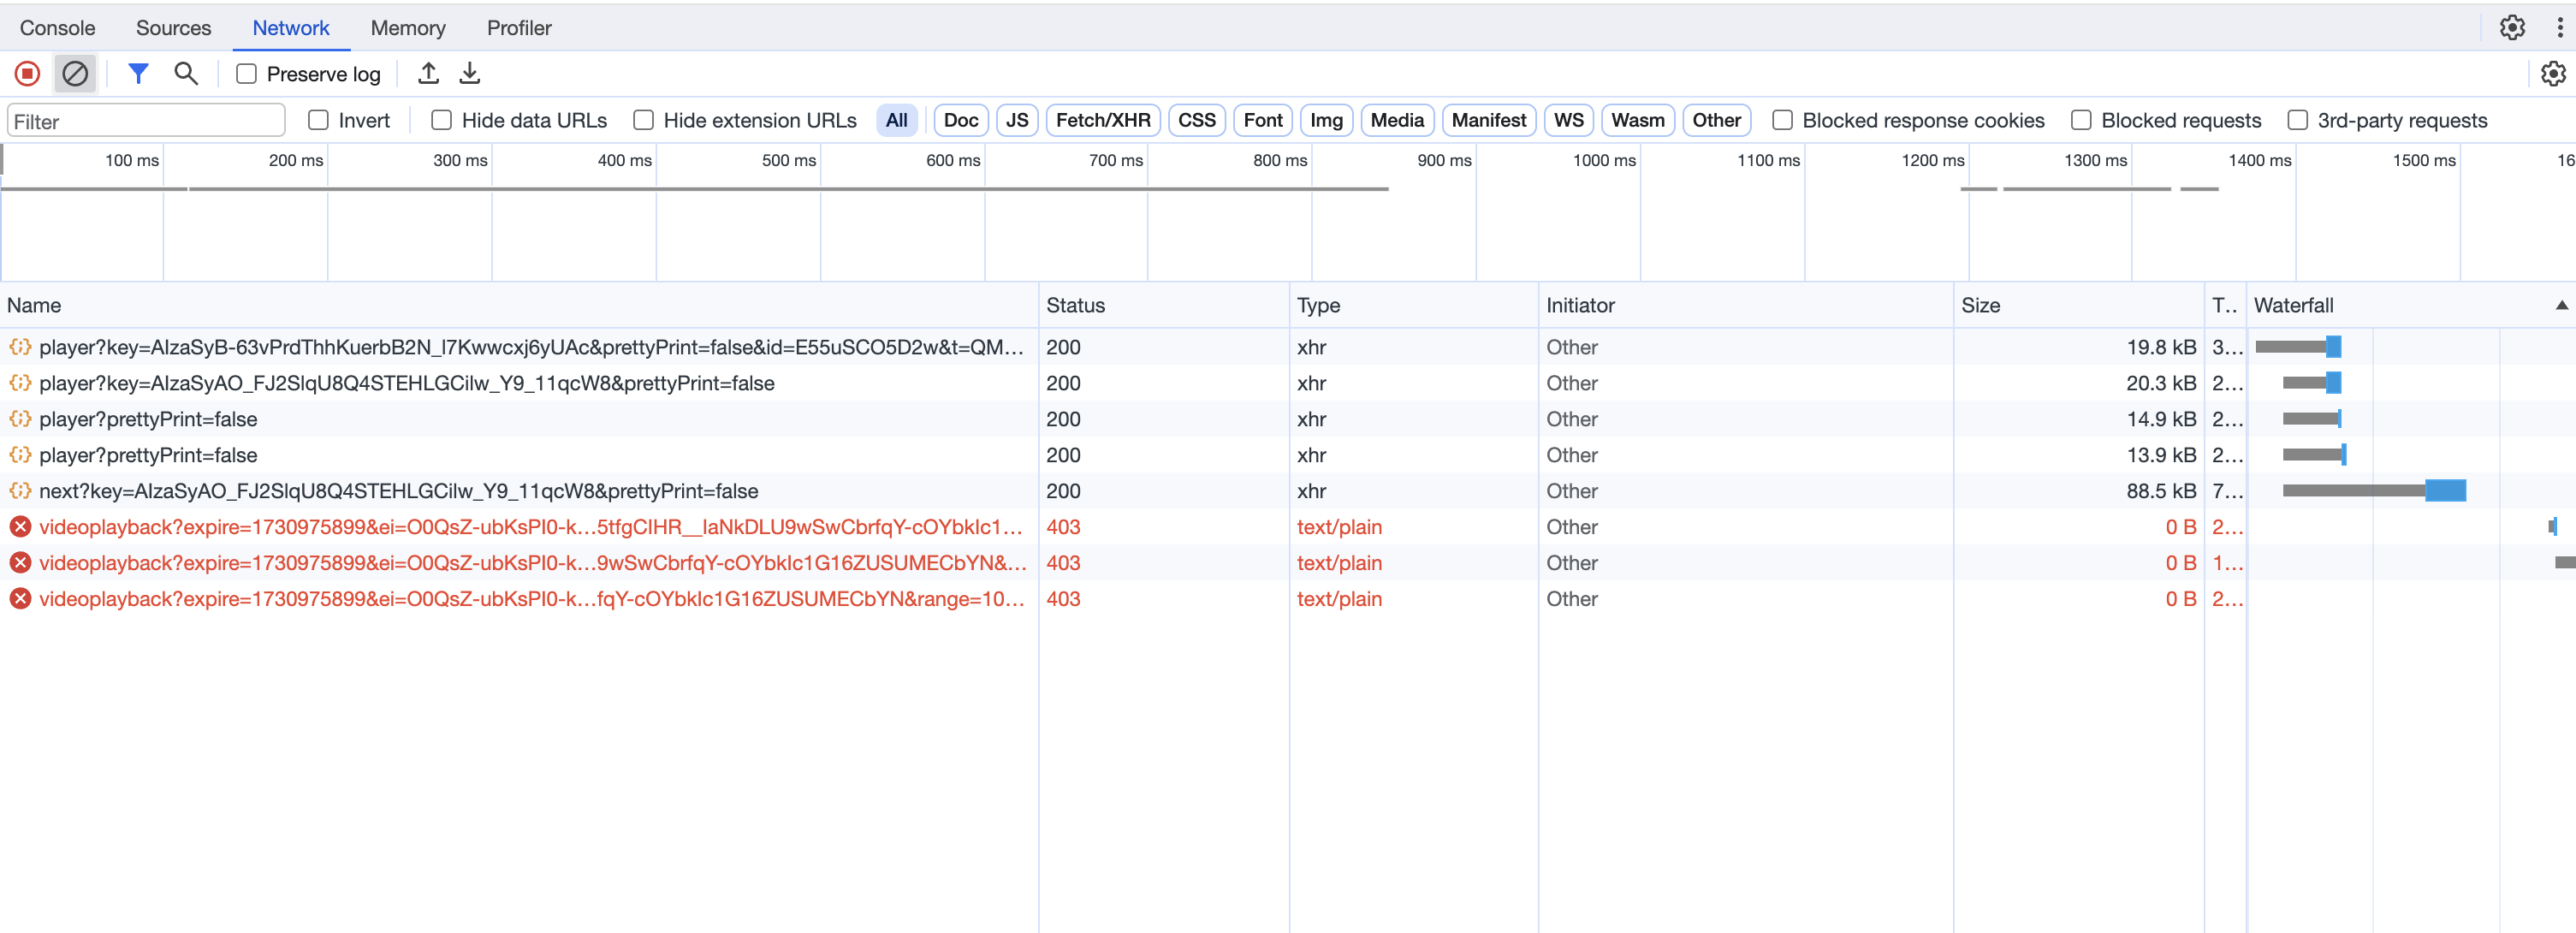 Console Sources Network Memory Profiler
Preserve log
Filter Invert Hide data URLs Hide extension URLs All Doc JS Fetch/XHR CSS Font Img Media Manifest WS Wasm Other Blocked response cookies Blocked requests 3rd-party requests
100 ms 200 ms 300 ms 400 ms 500 ms 600 ms 700 ms 800 ms 900 ms 1000 ms 1100 ms 1200 ms 1300 ms 1400 ms 1500 ms 16
Name Status Type Initiator Size T.. Waterfall
player?key=AIzaSyB-63vPrdThhKuerbB2N_l7Kwwcxj6yUAc&prettyPrint=false&id=E55uSCO5D2w&t=QM... 200 xhr Other 19.8 kB 3...
player?key=AIzaSyAO_FJ2SlqU8Q4STEHLGCilw_Y9_11qcW8&prettyPrint=false 200 xhr Other 20.3 kB 2...
player?prettyPrint=false 200 xhr Other 14.9 kB 2...
player?prettyPrint=false 200 xhr Other 13.9 kB 2...
next?key=AIzaSyAO_FJ2SlqU8Q4STEHLGCilw_Y9_11qcW8&prettyPrint=false 200 xhr Other 88.5 kB 7...
videoplayback?expire=1730975899&ei=O0QsZ-ubKsPI0-k...5tfgCIHR__laNkDLU9wSwCbrfqY-cOYbkIc1... 403 text/plain Other 0 B 2...
videoplayback?expire=1730975899&ei=O0QsZ-ubKsPI0-k...9wSwCbrfqY-cOYbkIc1G16ZUSUMECbYN&... 403 text/plain Other 0 B 1...
videoplayback?expire=1730975899&ei=O0QsZ-ubKsPI0-k...fqY-cOYbkIc1G16ZUSUMECbYN&range=10... 403 text/plain Other 0 B 2...